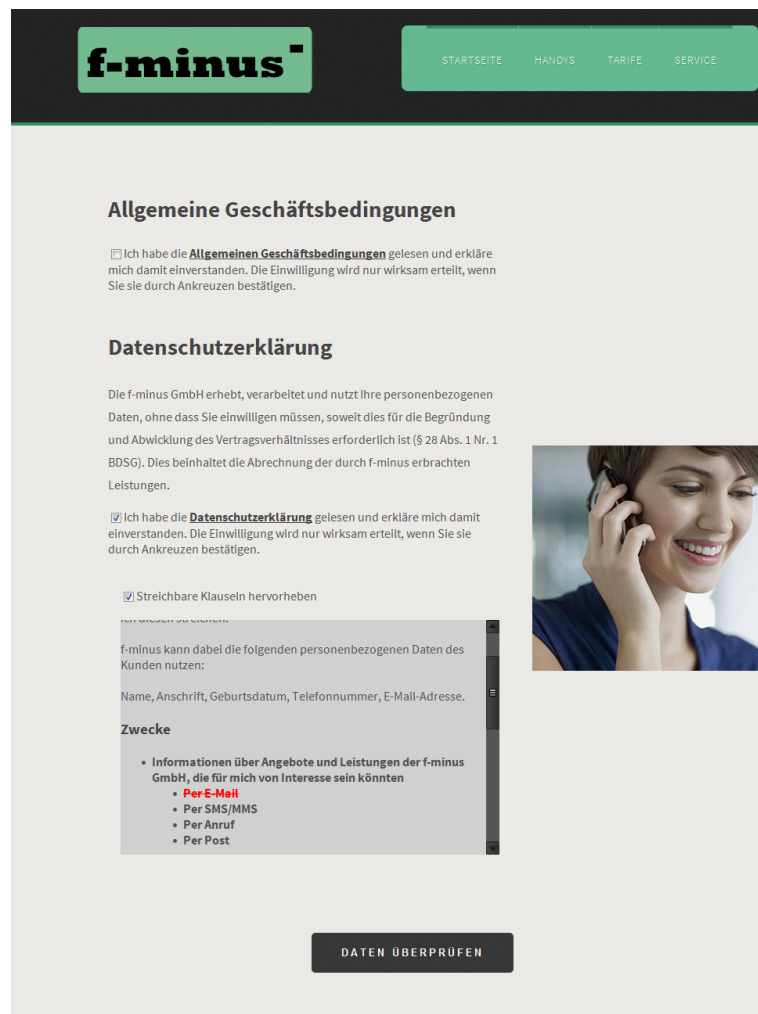 f-minus
STARTSEITE HANDYS TARIFE SERVICE
Allgemeine Geschäftsbedingungen
Ich habe die Allgemeinen Geschäftsbedingungen gelesen und erkläre
mich damit einverstanden. Die Einwilligung wird nur wirksam erteilt, wenn
Sie sie durch Ankreuzen bestätigen.
Datenschutzerklärung
Die f-minus GmbH erhebt, verarbeitet und nutzt Ihre personenbezogenen
Daten, ohne dass Sie einwilligen müssen, soweit dies für die Begründung
und Abwicklung des Vertragsverhältnisses erforderlich ist (§ 28 Abs. 1 Nr. 1
BDSG). Dies beinhaltet die Abrechnung der durch f-minus erbrachten
Leistungen.
Ich habe die Datenschutzerklärung gelesen und erkläre mich damit
einverstanden. Die Einwilligung wird nur wirksam erteilt, wenn Sie sie
durch Ankreuzen bestätigen.
Streichbare Klauseln hervorheben
ich diesen streichen.
f-minus kann dabei die folgenden personenbezogenen Daten des
Kunden nutzen:
Name, Anschrift, Geburtsdatum, Telefonnummer, E-Mail-Adresse.
Zwecke
• Informationen über Angebote und Leistungen der f-minus
GmbH, die für mich von Interesse sein könnten
• Per E-Mail
• Per SMS/MMS
• Per Anruf
• Per Post
DATEN ÜBERPRÜFEN